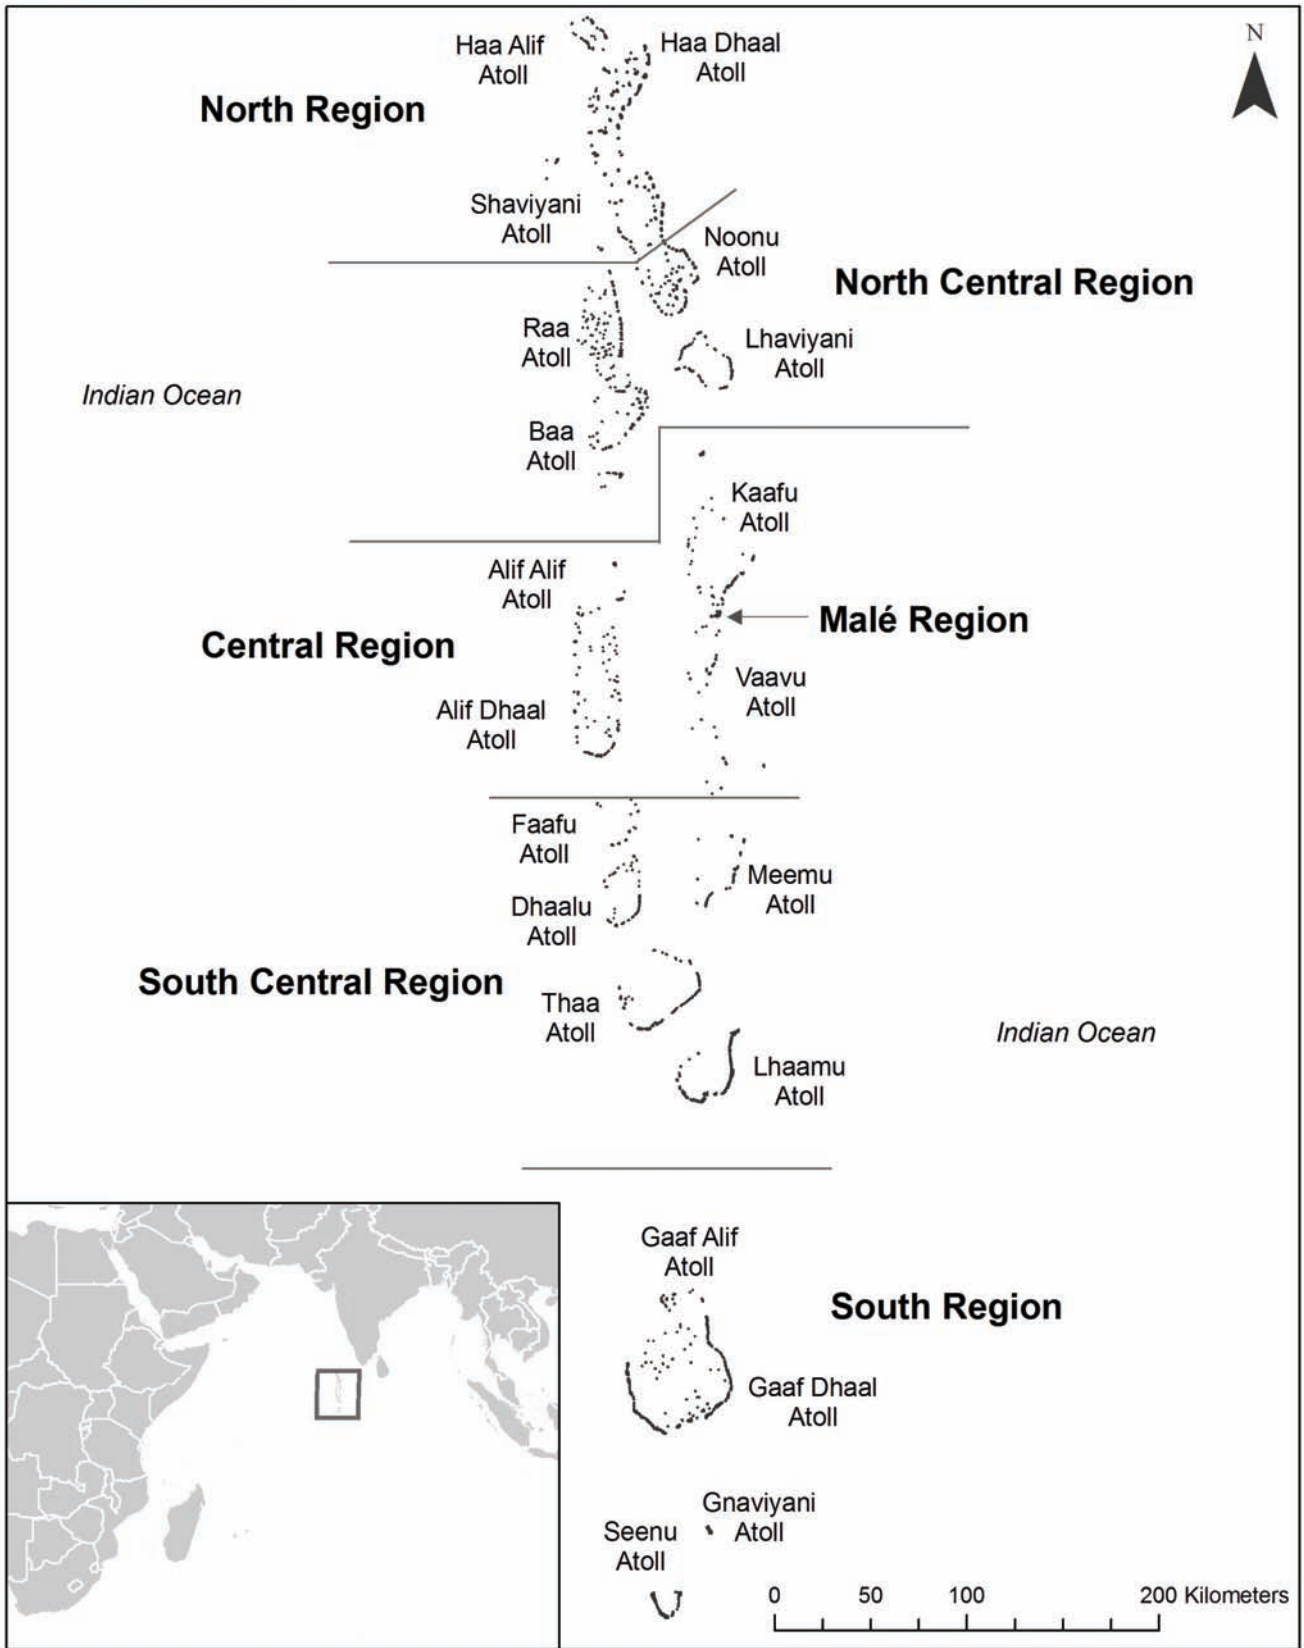 N
Haa Alif
Atoll
Haa Dhaal
Atoll
North Region
Shaviyani
Atoll
Noonu
Atoll
North Central Region
Raa
Atoll
Lhaviyani
Atoll
Indian Ocean
Baa
Atoll
Kaafu
Atoll
Alif Alif
Atoll
Malé Region
Central Region
Vaavu
Atoll
Alif Dhaal
Atoll
Faafu
Atoll
Meemu
Atoll
Dhaalu
Atoll
South Central Region
Thaa
Atoll
Indian Ocean
Lhaamu
Atoll
Gaaf Alif
Atoll
South Region
Gaaf Dhaal
Atoll
Gnaviyani
Atoll
Seenu
Atoll
0 50 100 200 Kilometers